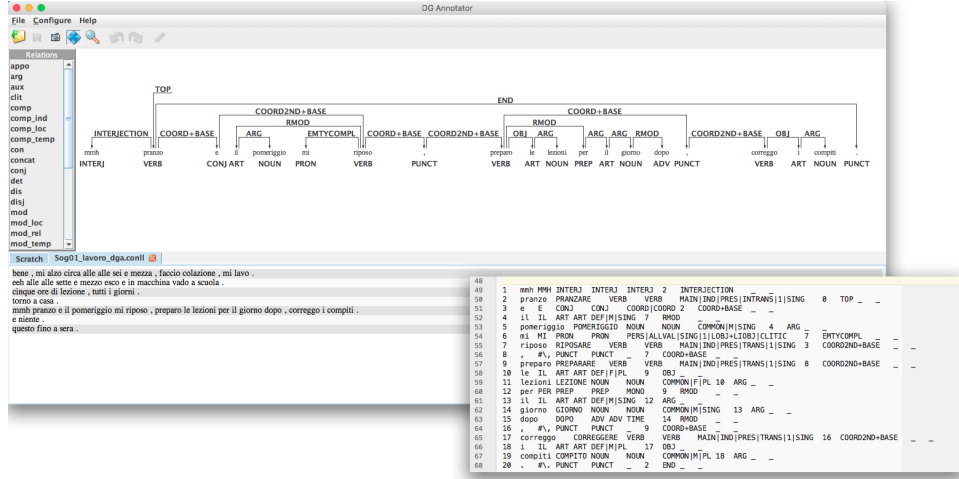 DG Annotator
File Configure Help
Relations
appo
arg
aux
clit
comp
comp_ind
comp_loc
comp_temp
con
concat
conj
det
dis
disj
mod
mod_loc
mod_rel
mod_temp
TOP
END
COORD2ND+BASE COORD+BASE
RMOD RMOD
INTERJECTION COORD+BASE ARG EMTYCOMPL COORD+BASE COORD2ND+BASE OBJ ARG ARG ARG RMOD COORD2ND+BASE OBJ ARG
mmh pranzo e il pomeriggio mi riposo , preparo le lezioni per il giorno dopo , correggo i compiti .
INTERJ VERB CONJ ART NOUN PRON VERB PUNCT VERB ART NOUN PREP ART NOUN ADV PUNCT VERB ART NOUN PUNCT
Scratch Sog01_lavoro_dga.conll
bene , mi alzo circa alle alle sei e mezza , faccio colazione , mi lavo .
eeh alle alle sette e mezzo esco e in macchina vado a scuola .
cinque ore di lezione , tutti i giorni .
torno a casa .
mmh pranzo e il pomeriggio mi riposo , preparo le lezioni per il giorno dopo , correggo i compiti .
e niente .
questo fino a sera .
48
49 1 mmh MMH INTERJ INTERJ INTERJ 2 INTERJECTION _ _
50 2 pranzo PRANZARE VERB VERB MAIN|IND|PRES|INTRANS|1|SING 0 TOP _ _
51 3 e E CONJ CONJ COORD|COORD 2 COORD+BASE _ _
52 4 il IL ART ART DEF|M|SING 7 RMOD _ _
53 5 pomeriggio POMERIGGIO NOUN NOUN COMMON|M|SING 4 ARG _ _
54 6 mi MI PRON PRON PERS|ALLVAL|SING|1|LOBJ+LIOBJ|CLITIC 7 EMTYCOMPL _ _
55 7 riposo RIPOSARE VERB VERB MAIN|IND|PRES|TRANS|1|SING 3 COORD2ND+BASE _ _
56 8 , #\, PUNCT PUNCT _ 7 COORD+BASE _ _
57 9 preparo PREPARARE VERB VERB MAIN|IND|PRES|TRANS|1|SING 8 COORD2ND+BASE _ _
58 10 le IL ART ART DEF|F|PL 9 OBJ _ _
59 11 lezioni LEZIONE NOUN NOUN COMMON|F|PL 10 ARG _ _
60 12 per PER PREP PREP MONO 9 RMOD _ _
61 13 il IL ART ART DEF|M|SING 12 ARG _ _
62 14 giorno GIORNO NOUN NOUN COMMON|M|SING 13 ARG _ _
63 15 dopo DOPO ADV ADV TIME 14 RMOD _ _
64 16 , #\, PUNCT PUNCT _ 9 COORD+BASE _ _
65 17 correggo CORREGGERE VERB VERB MAIN|IND|PRES|TRANS|1|SING 16 COORD2ND+BASE _ _
66 18 i IL ART ART DEF|M|PL 17 OBJ _ _
67 19 compiti COMPITO NOUN NOUN COMMON|M|PL 18 ARG _ _
68 20 . #\. PUNCT PUNCT _ 2 END _ _